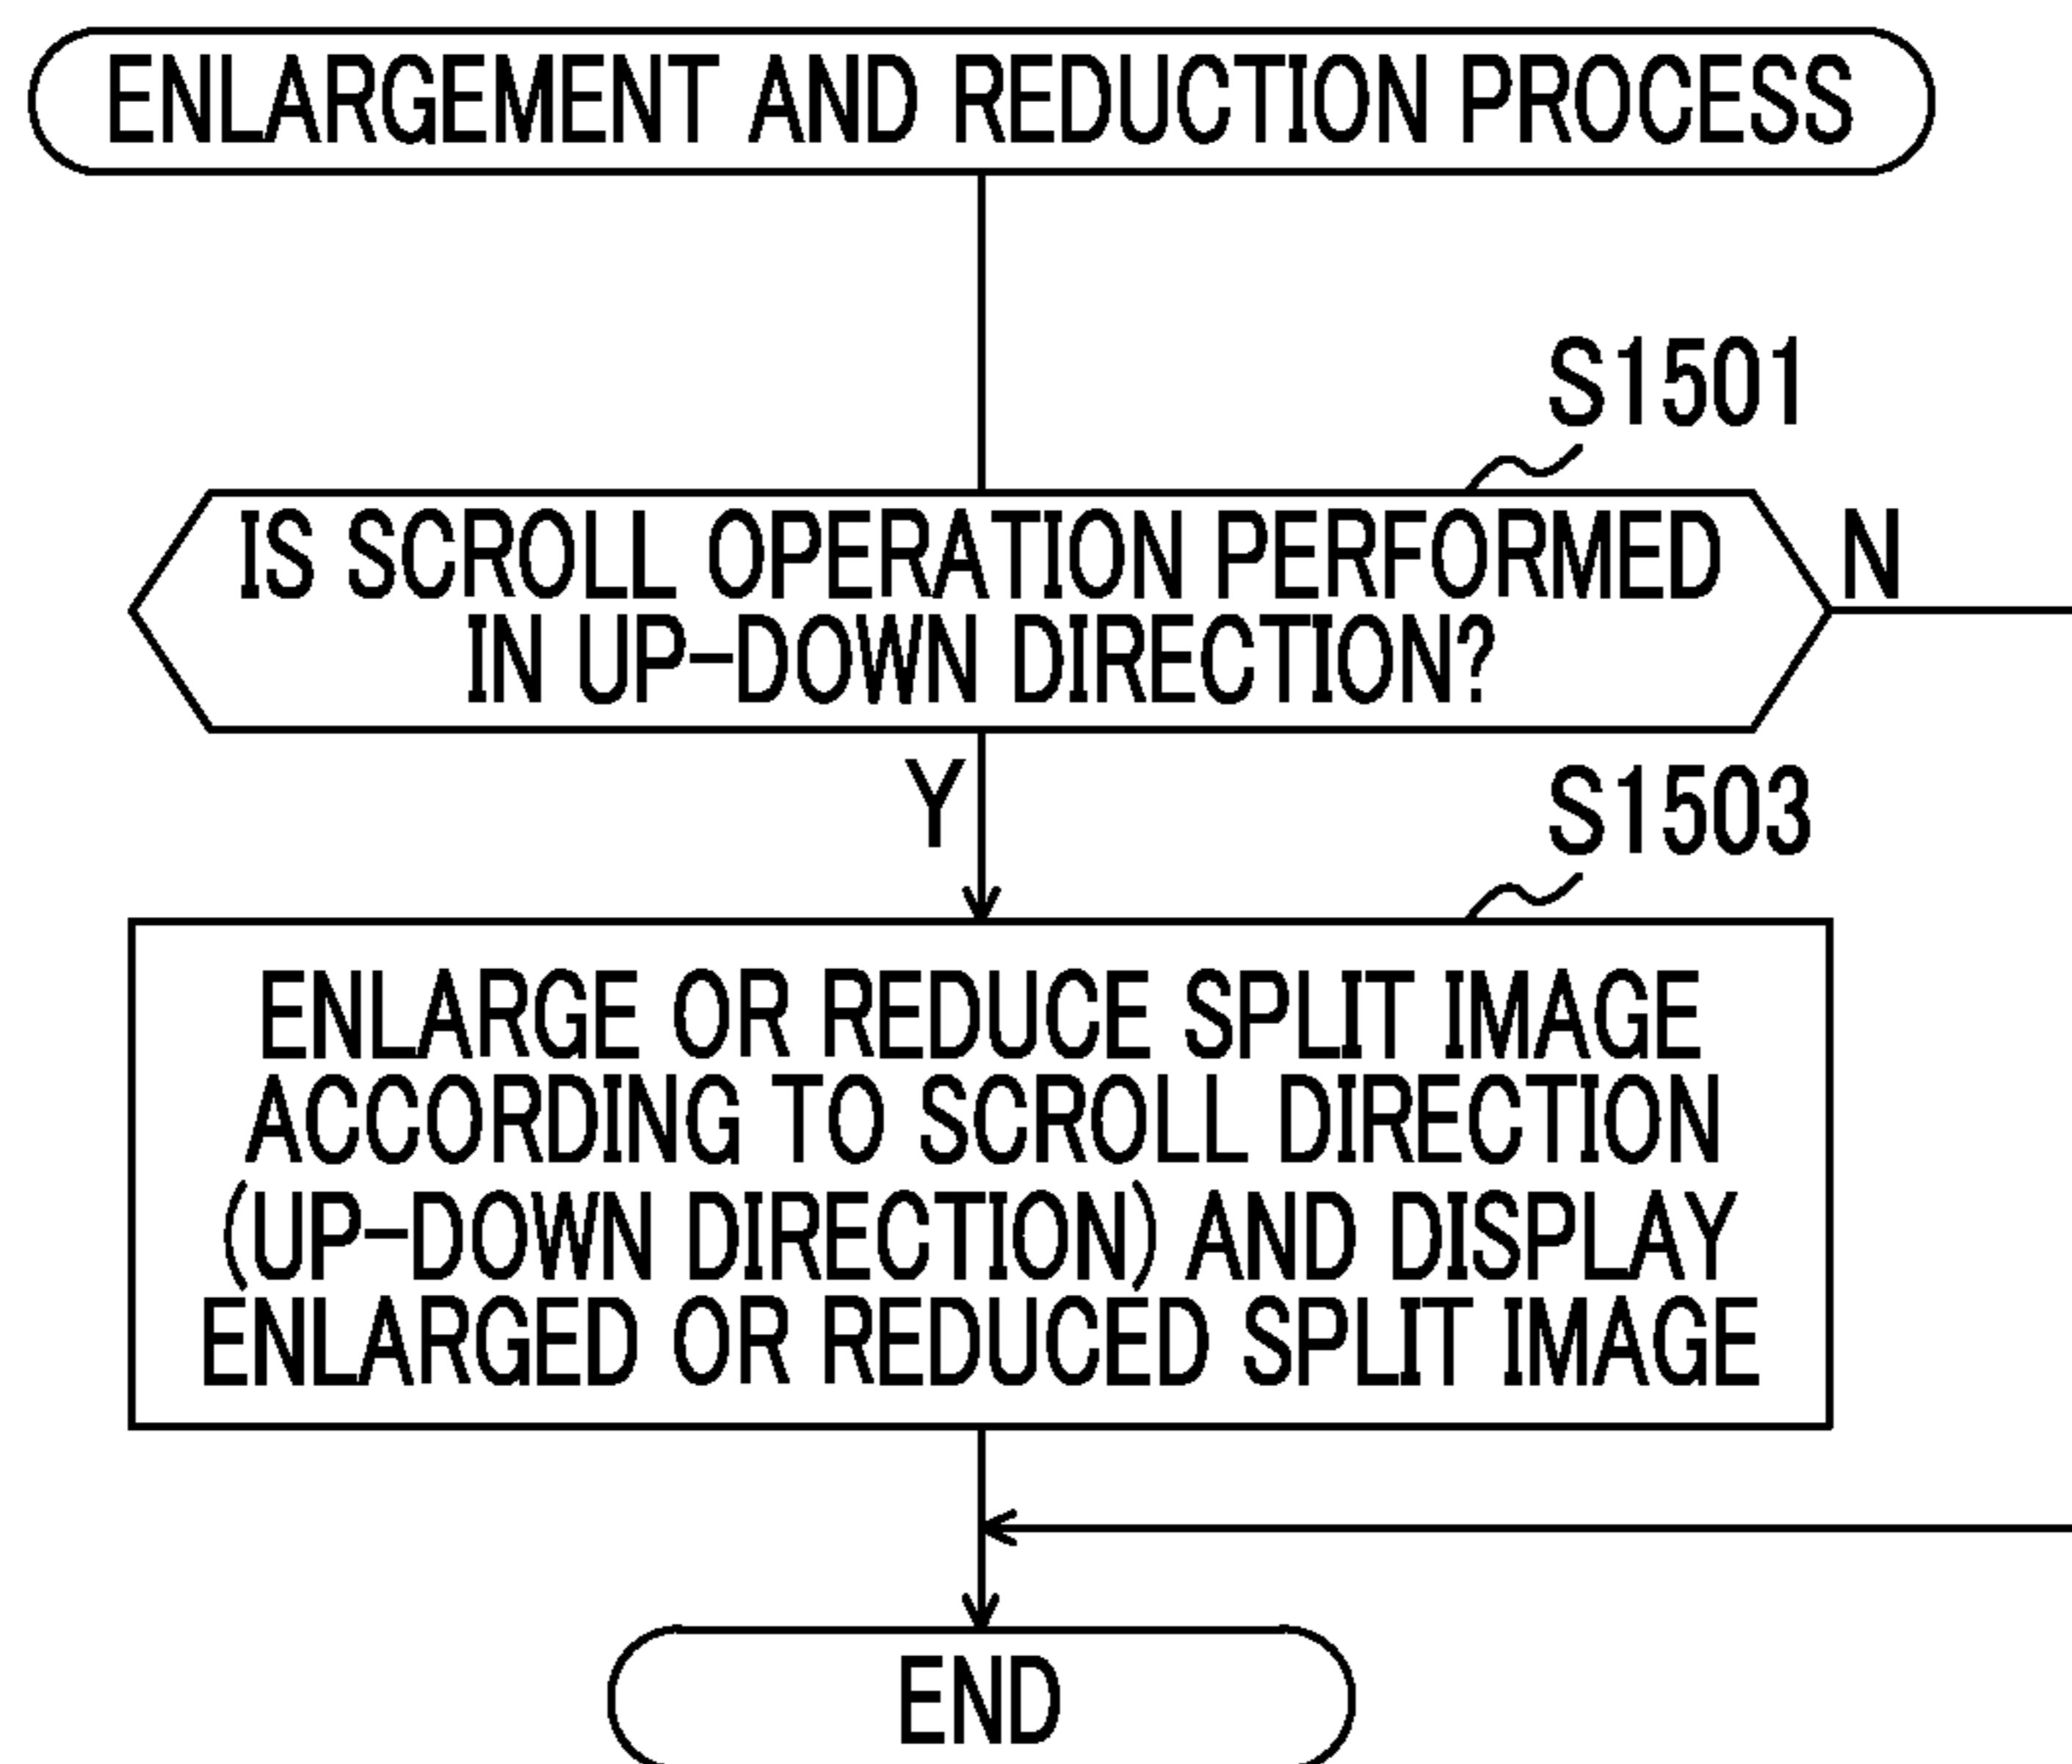 ENLARGEMENT AND REDUCTION PROCESS
S1501
IS SCROLL OPERATION PERFORMED
IN UP-DOWN DIRECTION?
N
Y
S1503
ENLARGE OR REDUCE SPLIT IMAGE
ACCORDING TO SCROLL DIRECTION
(UP-DOWN DIRECTION) AND DISPLAY
ENLARGED OR REDUCED SPLIT IMAGE
END